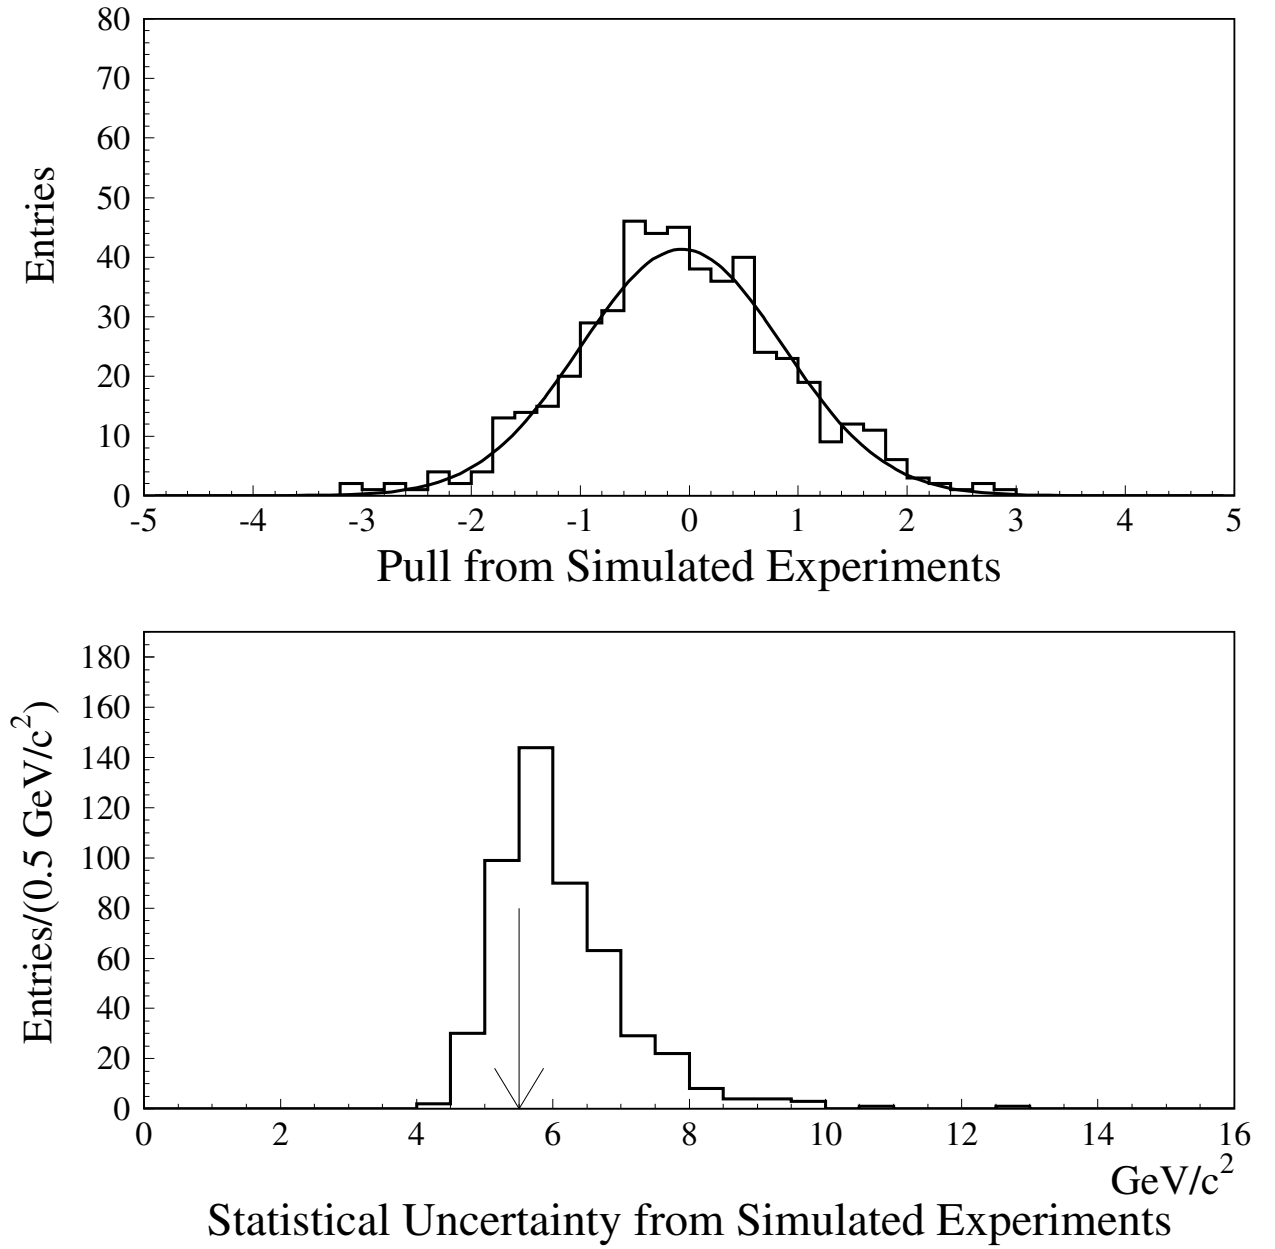 80
70
60
50
40
30
20
10
0
Entries
-5 -4 -3 -2 -1 0 1 2 3 4 5
Pull from Simulated Experiments
180
160
140
120
100
80
60
40
20
0
Entries/(0.5 GeV/c²)
0 2 4 6 8 10 12 14 16
GeV/c²
Statistical Uncertainty from Simulated Experiments